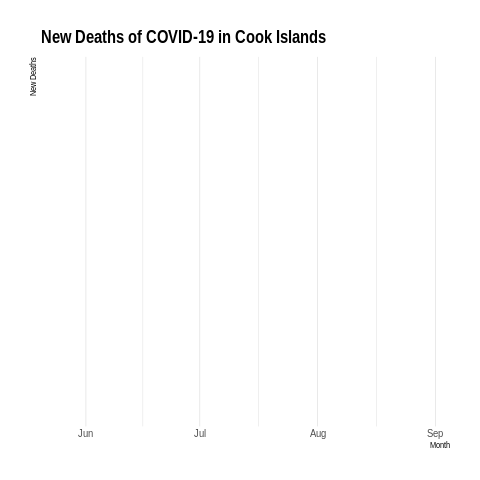 New Deaths of COVID-19 in Cook Islands
New Deaths
Jun Jul Aug Sep
Month